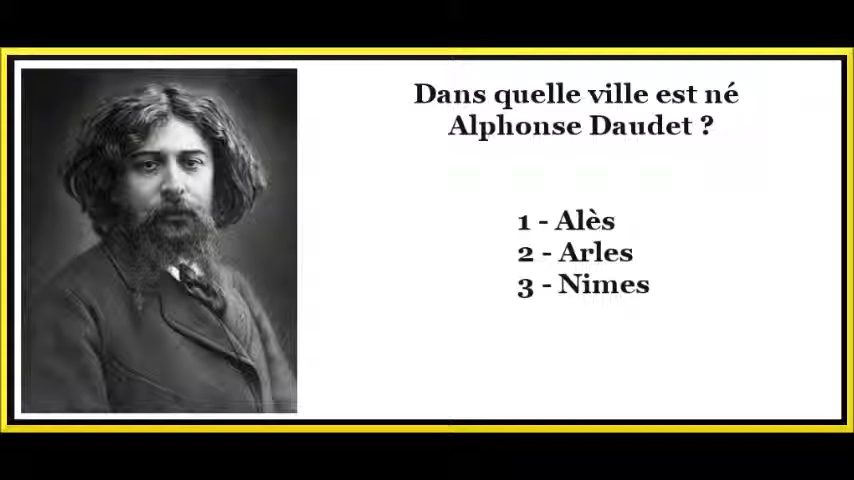 Dans quelle ville est né
Alphonse Daudet ?
1 - Alès
2 - Arles
3 - Nimes